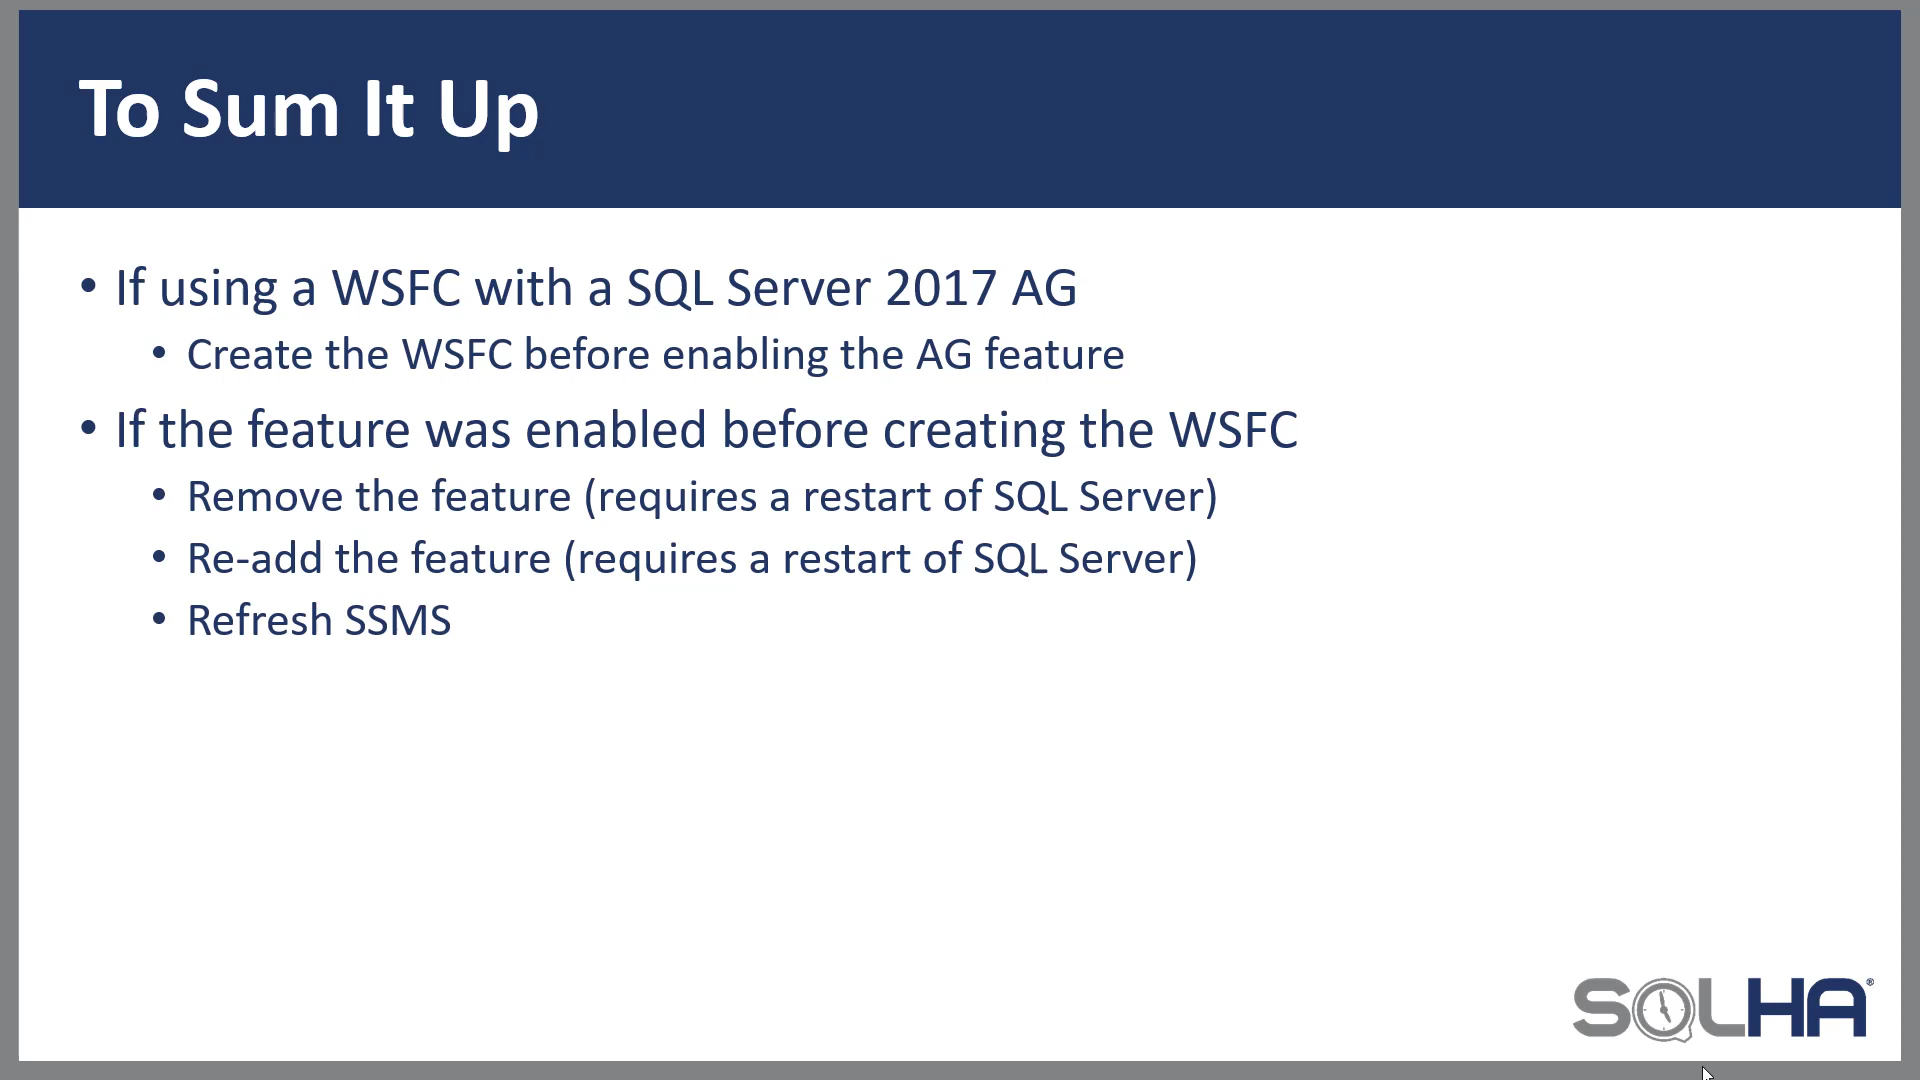 To Sum It Up
• If using a WSFC with a SQL Server 2017 AG
• Create the WSFC before enabling the AG feature
• If the feature was enabled before creating the WSFC
• Remove the feature (requires a restart of SQL Server)
• Re-add the feature (requires a restart of SQL Server)
• Refresh SSMS
SQLHA®